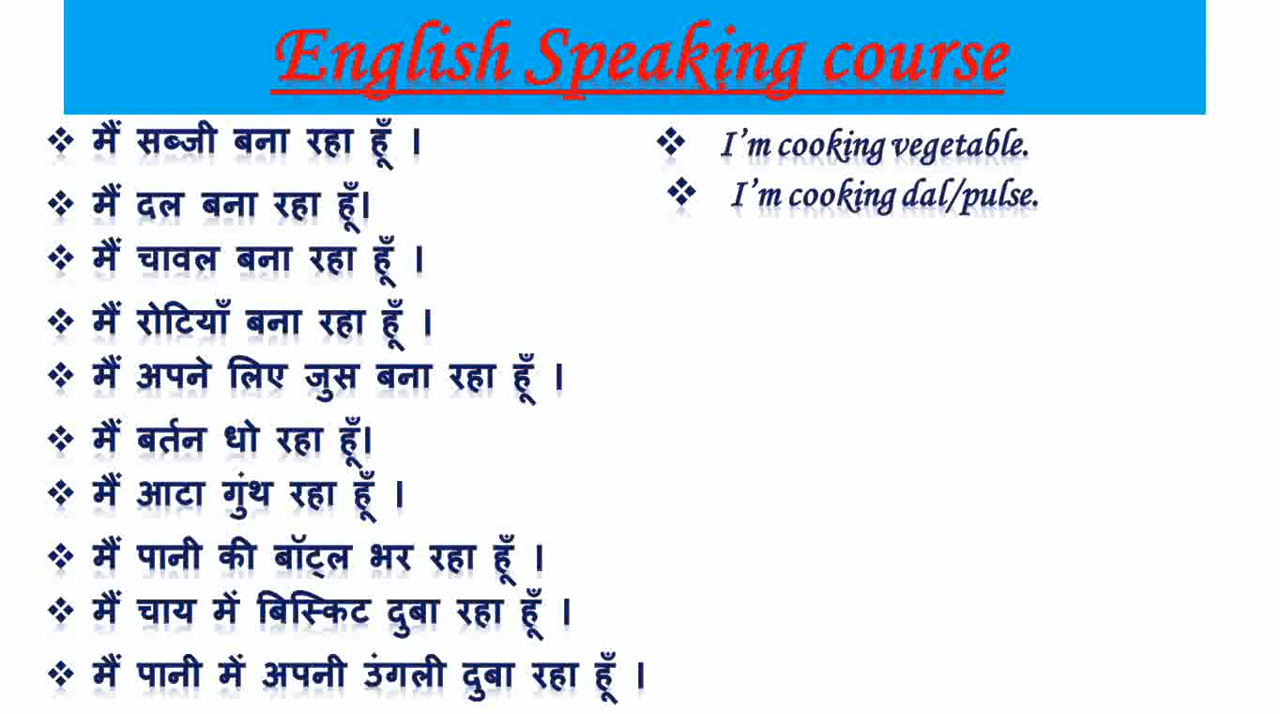 English Speaking course
❖ मैं सब्जी बना रहा हूँ ।
❖ I'm cooking vegetable.
❖ मैं दल बना रहा हूँ।
❖ I'm cooking dal/pulse.
❖ मैं चावल बना रहा हूँ ।
❖ मैं रोटियाँ बना रहा हूँ ।
❖ मैं अपने लिए जुस बना रहा हूँ ।
❖ मैं बर्तन धो रहा हूँ।
❖ मैं आटा गुंथ रहा हूँ ।
❖ मैं पानी की बॉट्ल भर रहा हूँ ।
❖ मैं चाय में बिस्किट दुबा रहा हूँ ।
❖ मैं पानी में अपनी उंगली दुबा रहा हूँ ।